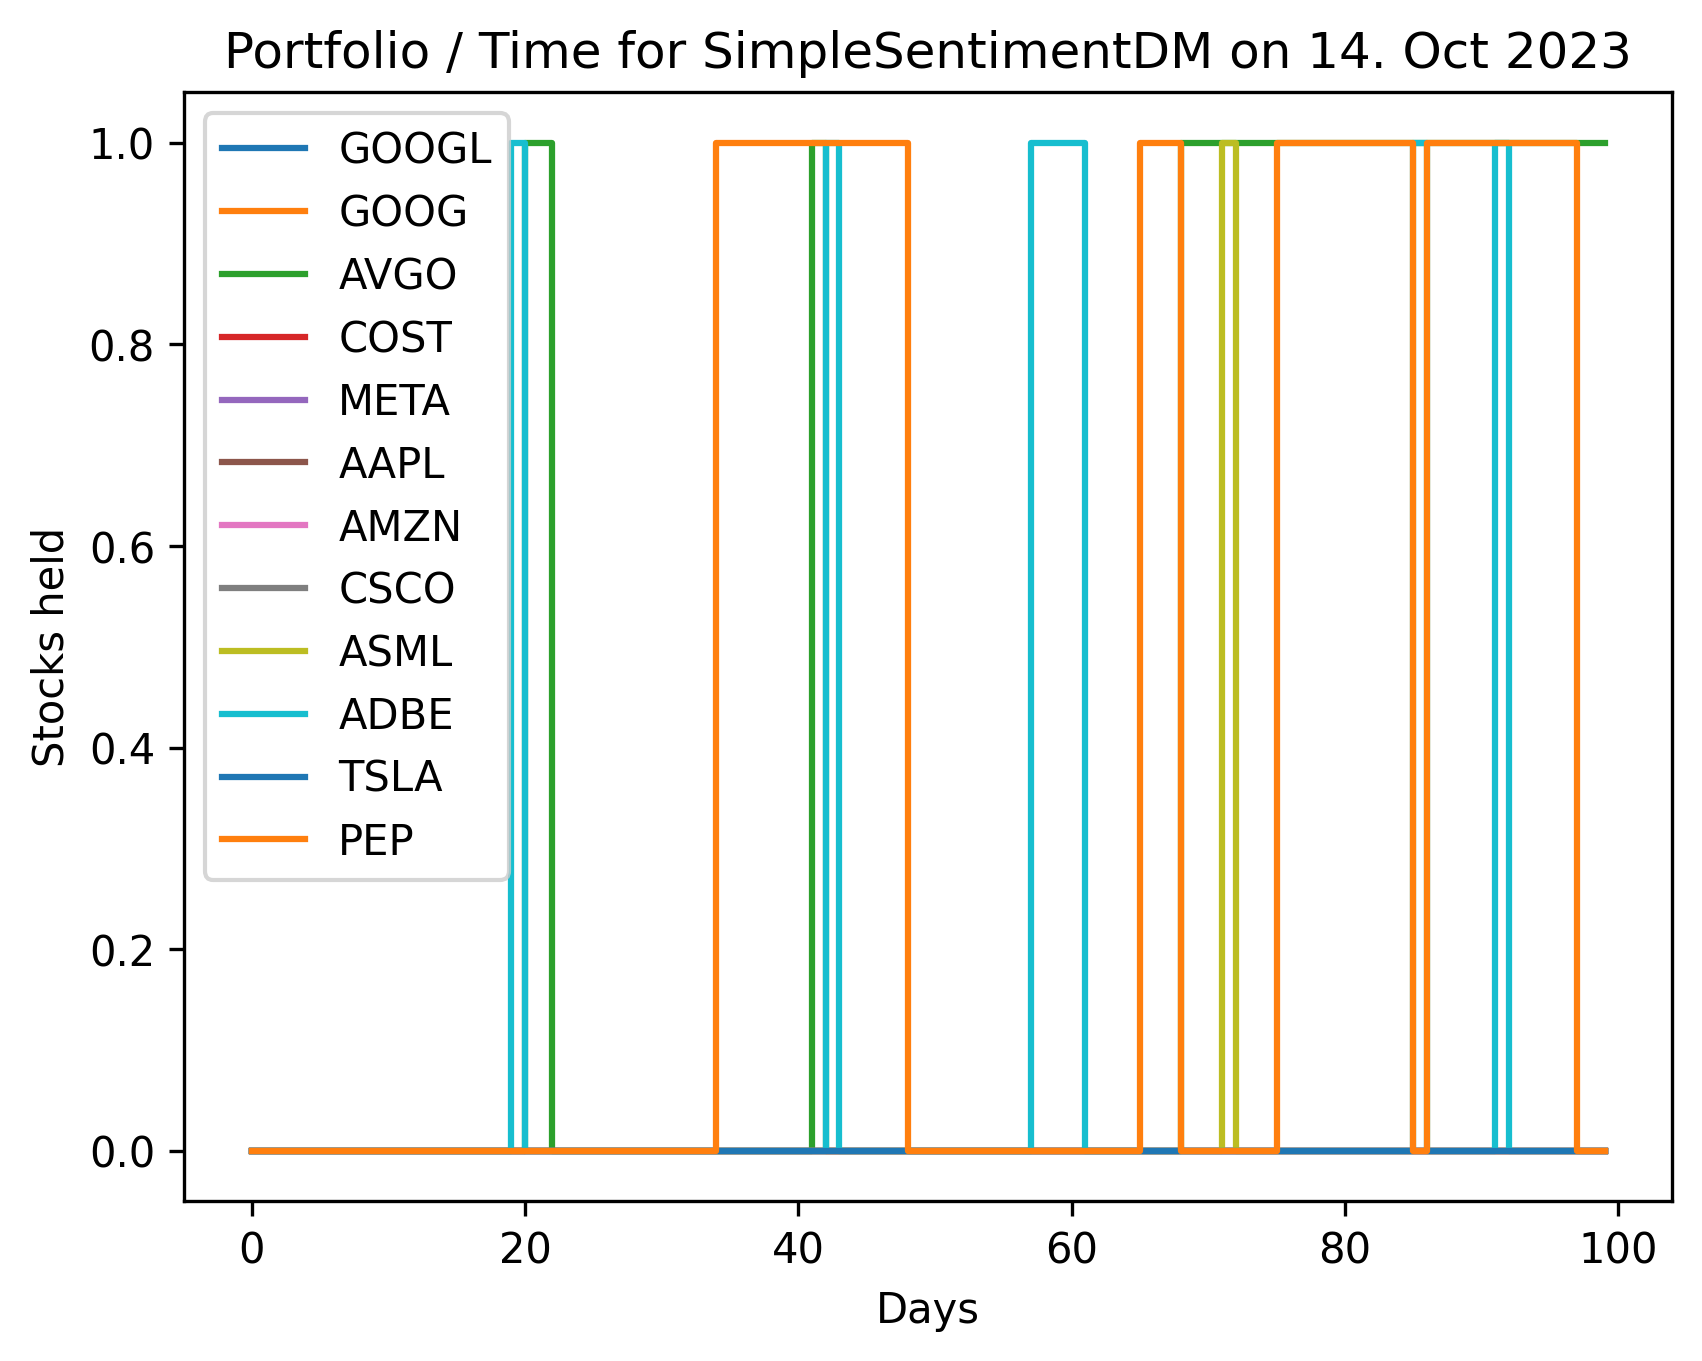 Portfolio / Time for SimpleSentimentDM on 14. Oct 2023
1.0
0.8
0.6
0.4
0.2
0.0
Stocks held
GOOGL
GOOG
AVGO
COST
META
AAPL
AMZN
CSCO
ASML
ADBE
TSLA
PEP
0 20 40 60 80 100
Days